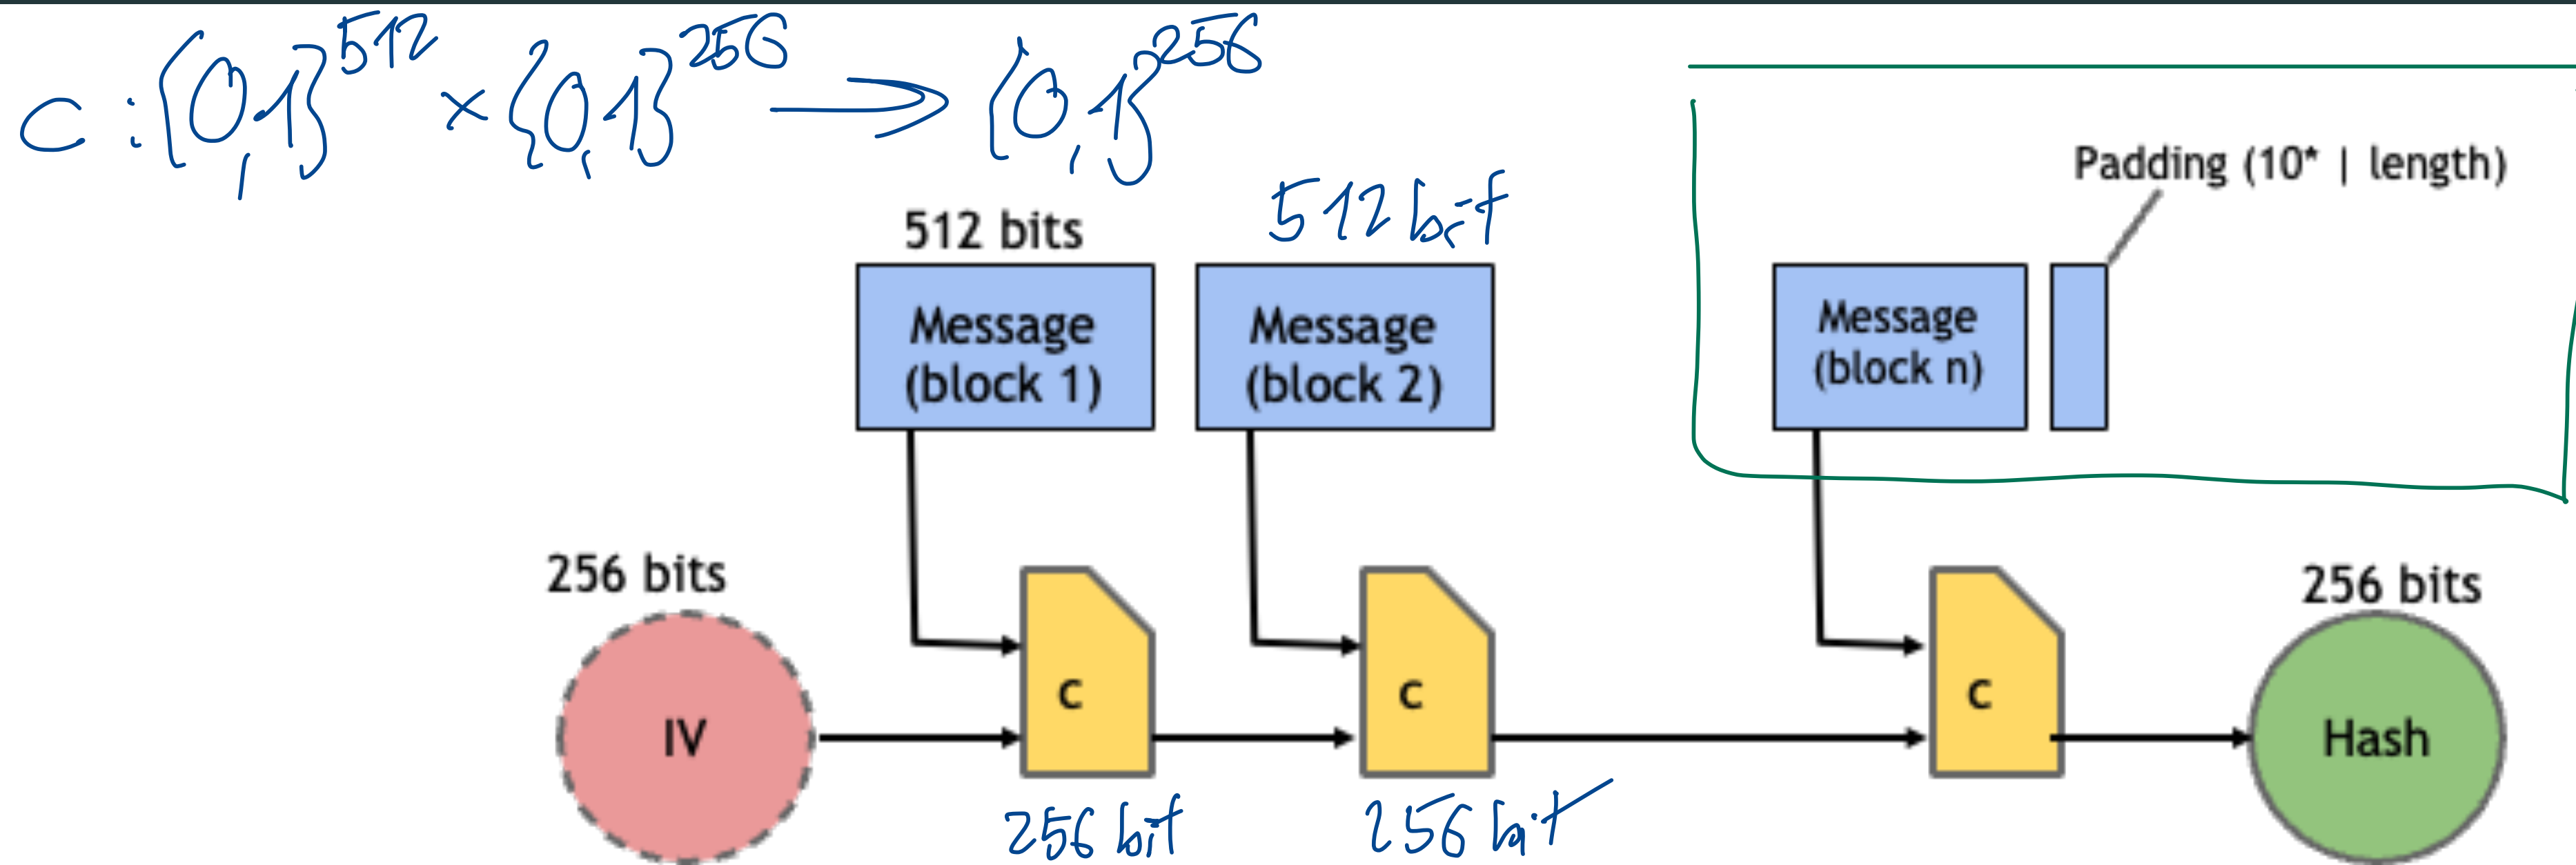 c : {0,1}^512 × {0,1}^256 → {0,1}^256
Padding (10* | length)
512 bits
512 bit
Message
(block 1)
Message
(block 2)
Message
(block n)
256 bits
256 bits
IV
c
c
c
Hash
256 bit
256 bit